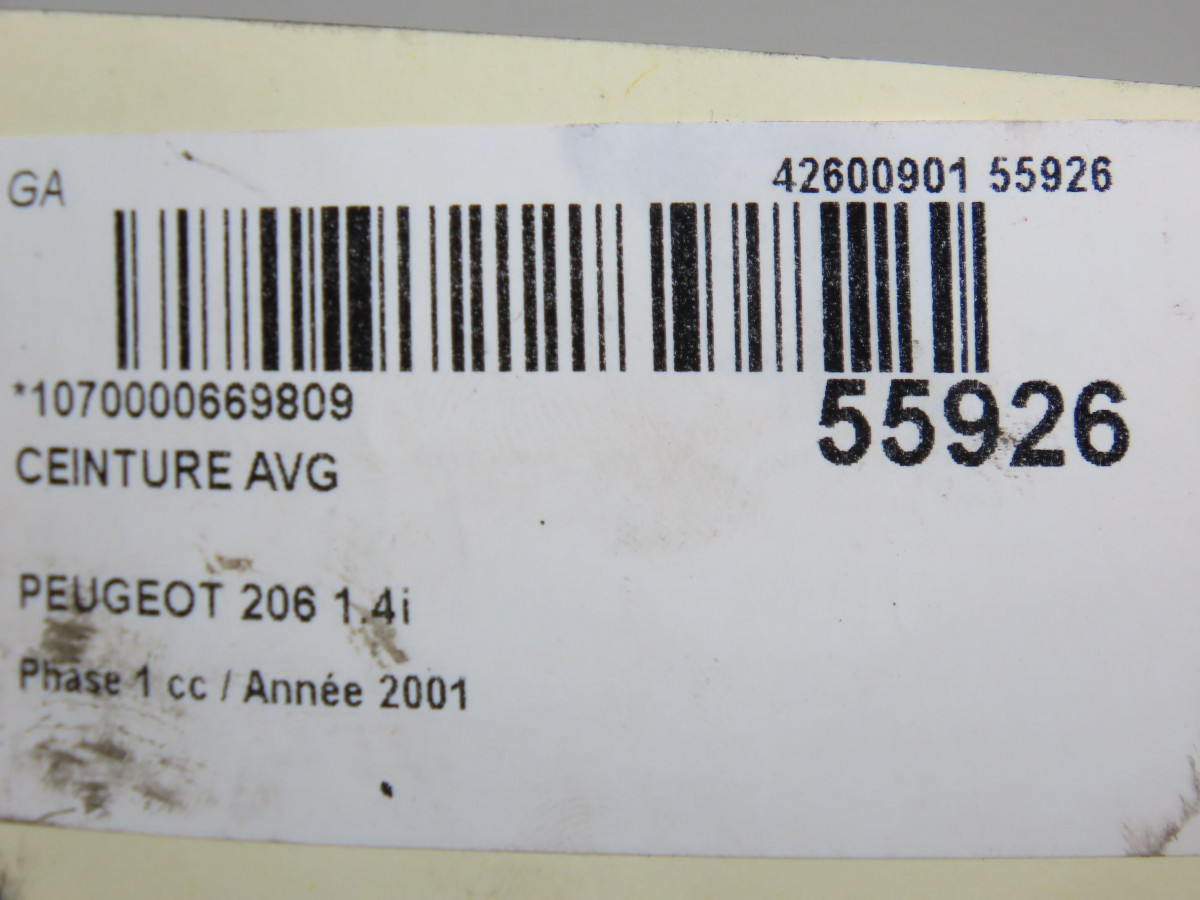 GA
42600901 55926
*1070000669809
55926
CEINTURE AVG
PEUGEOT 206 1.4i
Phase 1 cc / Année 2001